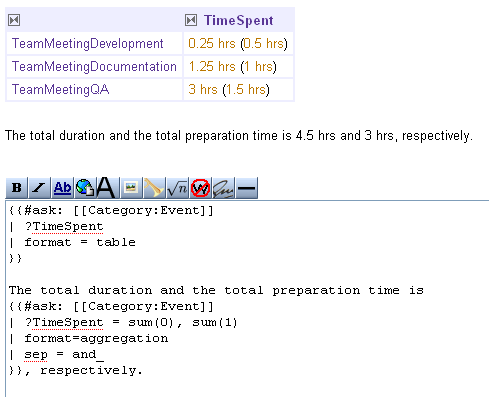 TimeSpent
TeamMeetingDevelopment 0.25 hrs (0.5 hrs)
TeamMeetingDocumentation 1.25 hrs (1 hrs)
TeamMeetingQA 3 hrs (1.5 hrs)
The total duration and the total preparation time is 4.5 hrs and 3 hrs, respectively.
B I Ab A √n W
{{#ask: [[Category:Event]]
| ?TimeSpent
| format = table
}}
The total duration and the total preparation time is
{{#ask: [[Category:Event]]
| ?TimeSpent = sum(0), sum(1)
| format=aggregation
| sep = and_
}}, respectively.